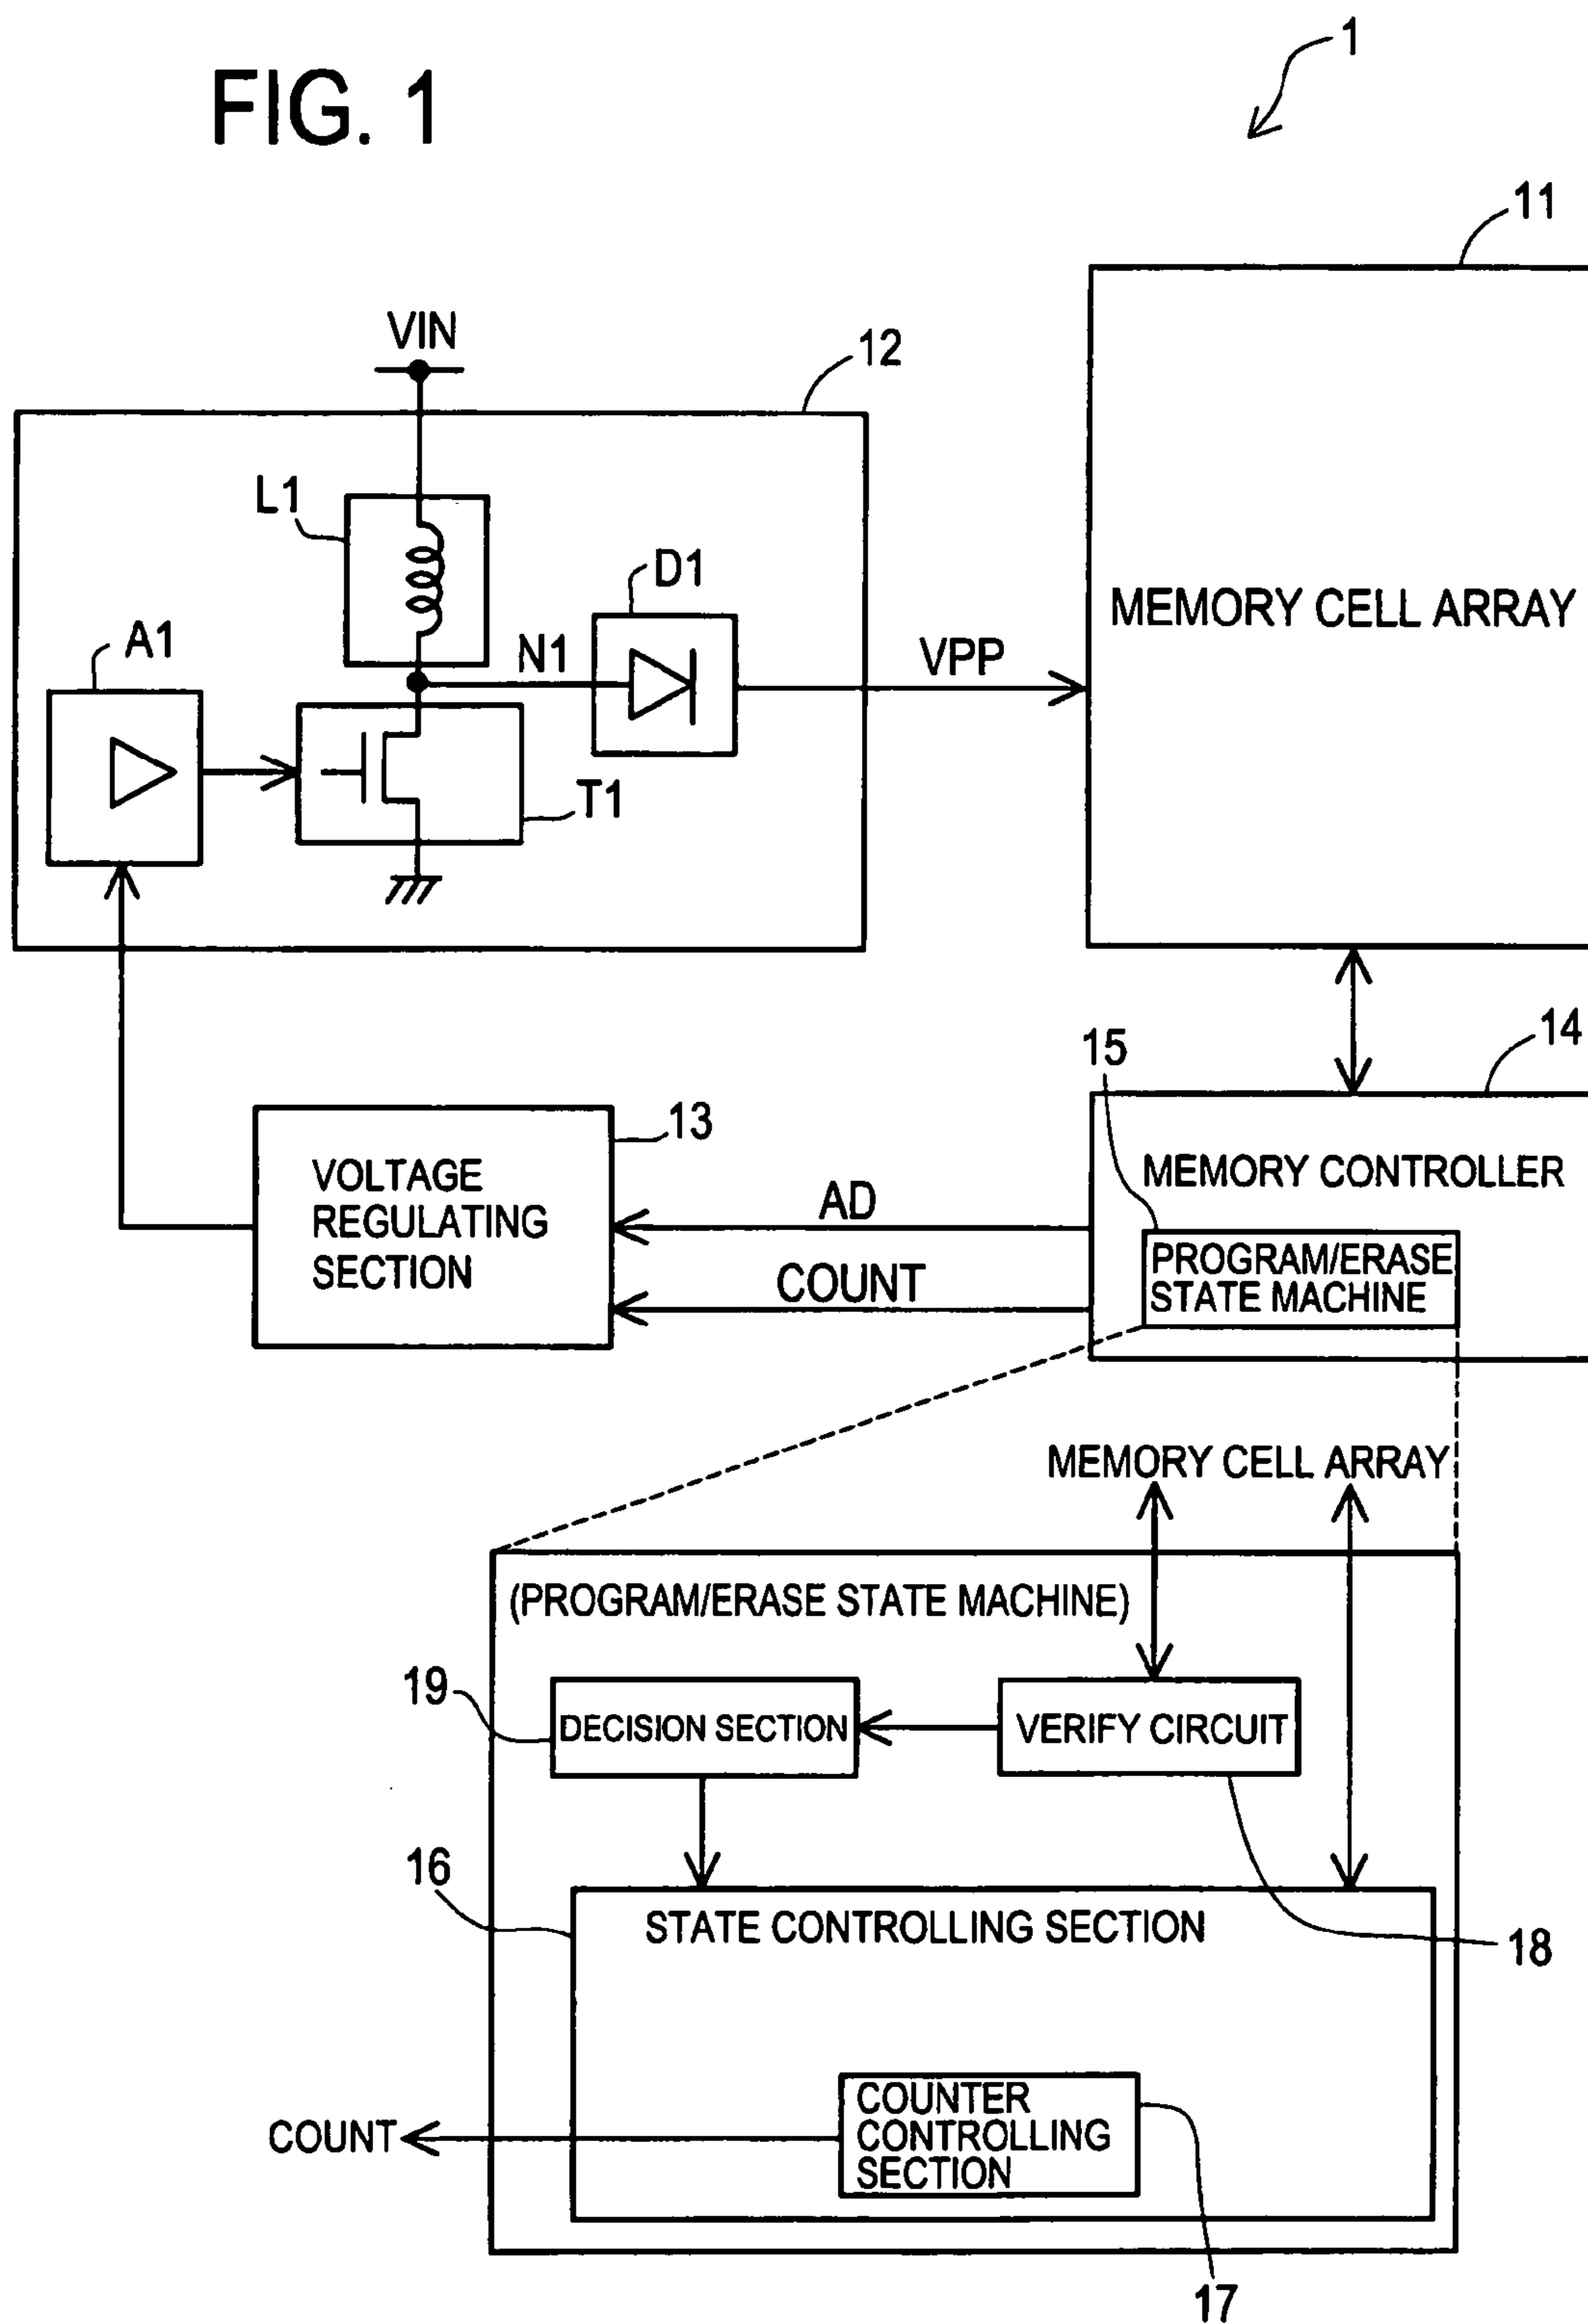 FIG. 1
1
11
VIN
12
L1
D1
MEMORY CELL ARRAY
A1
N1
VPP
T1
14
15
13
VOLTAGE
REGULATING
SECTION
MEMORY CONTROLLER
AD
PROGRAM/ERASE
STATE MACHINE
COUNT
MEMORY CELL ARRAY
(PROGRAM/ERASE STATE MACHINE)
19
DECISION SECTION
VERIFY CIRCUIT
16
STATE CONTROLLING SECTION
18
COUNTER
CONTROLLING
SECTION
COUNT
17